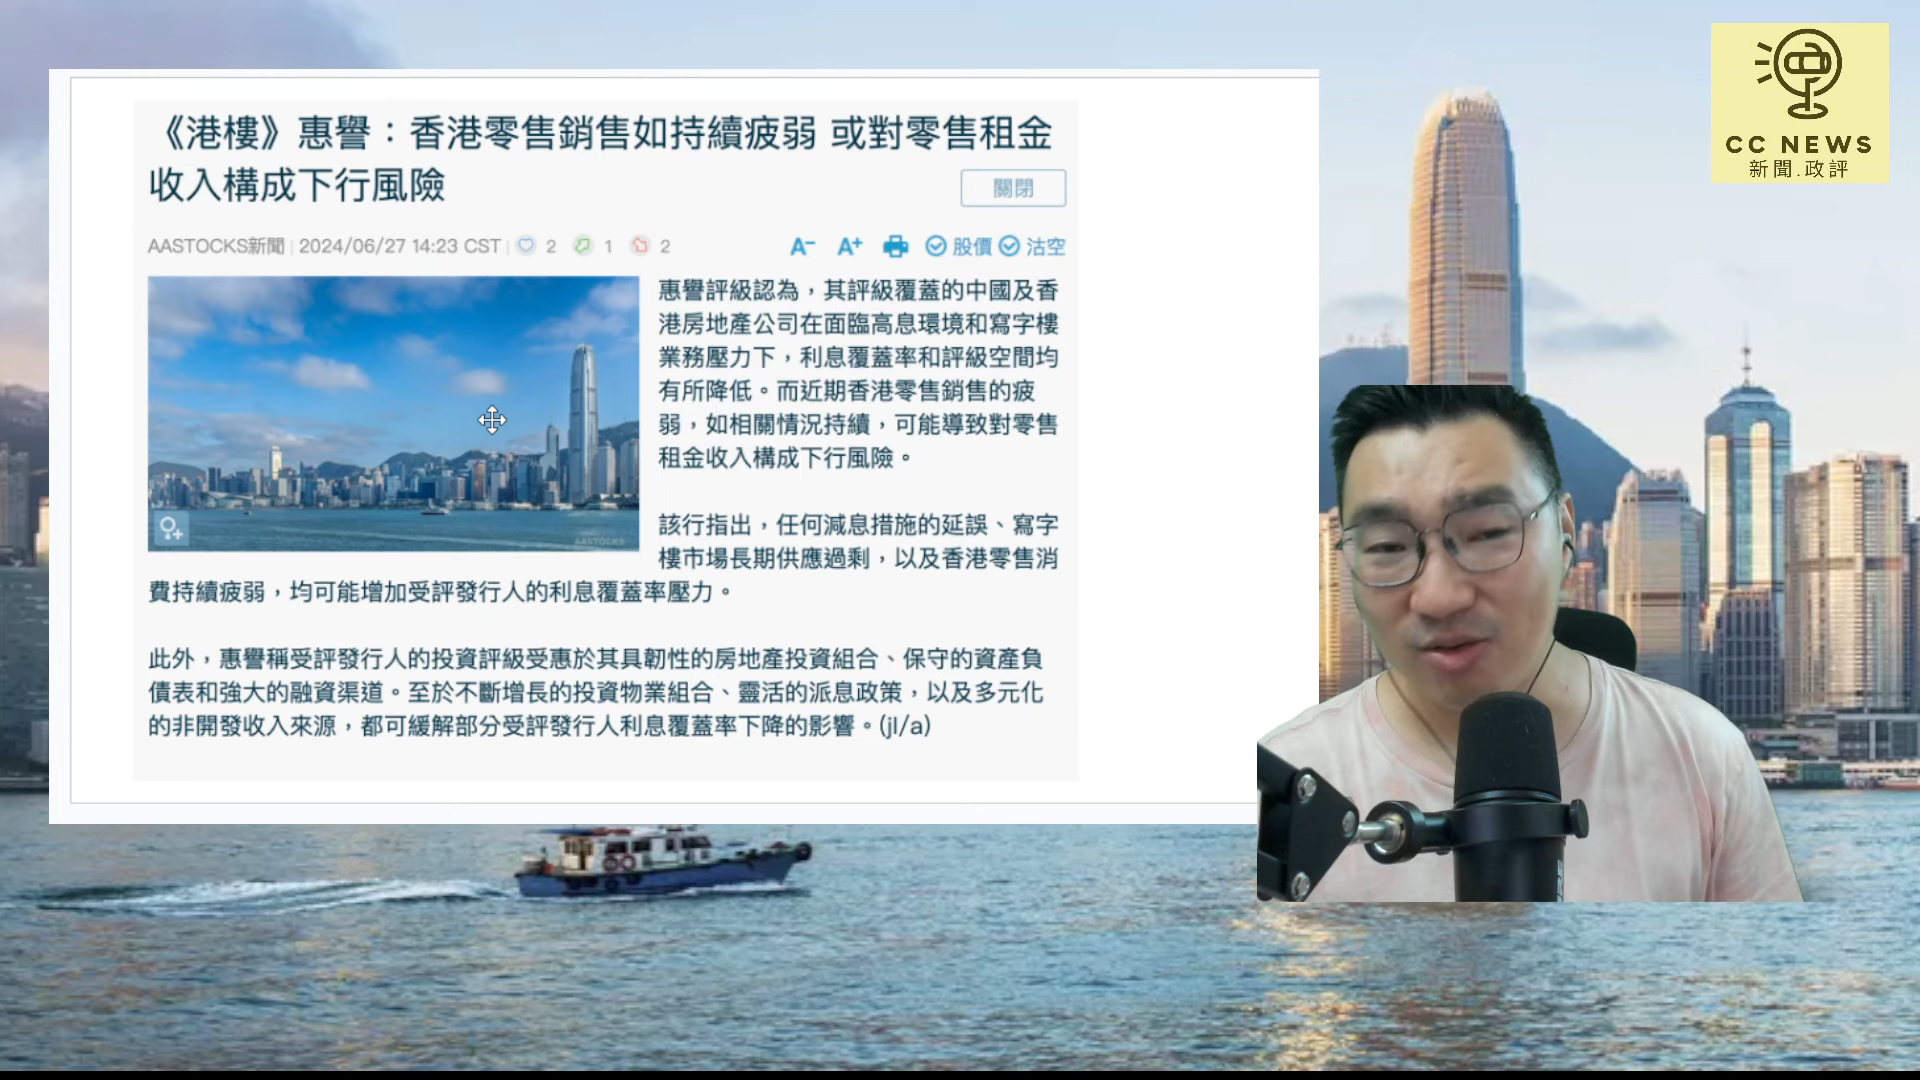 《港樓》惠譽：香港零售銷售如持續疲弱 或對零售租金
收入構成下行風險
關閉
AASTOCKS新聞 | 2024/06/27 14:23 CST | 2 1 2
A− A+ 股價 沽空
惠譽評級認為，其評級覆蓋的中國及香
港房地產公司在面臨高息環境和寫字樓
業務壓力下，利息覆蓋率和評級空間均
有所降低。而近期香港零售銷售的疲
弱，如相關情況持續，可能導致對零售
租金收入構成下行風險。
AASTOCKS
該行指出，任何減息措施的延誤、寫字
樓市場長期供應過剩，以及香港零售消
費持續疲弱，均可能增加受評發行人的利息覆蓋率壓力。
此外，惠譽稱受評發行人的投資評級受惠於其具韌性的房地產投資組合、保守的資產負
債表和強大的融資渠道。至於不斷增長的投資物業組合、靈活的派息政策，以及多元化
的非開發收入來源，都可緩解部分受評發行人利息覆蓋率下降的影響。(jl/a)
CC NEWS
新聞.政評